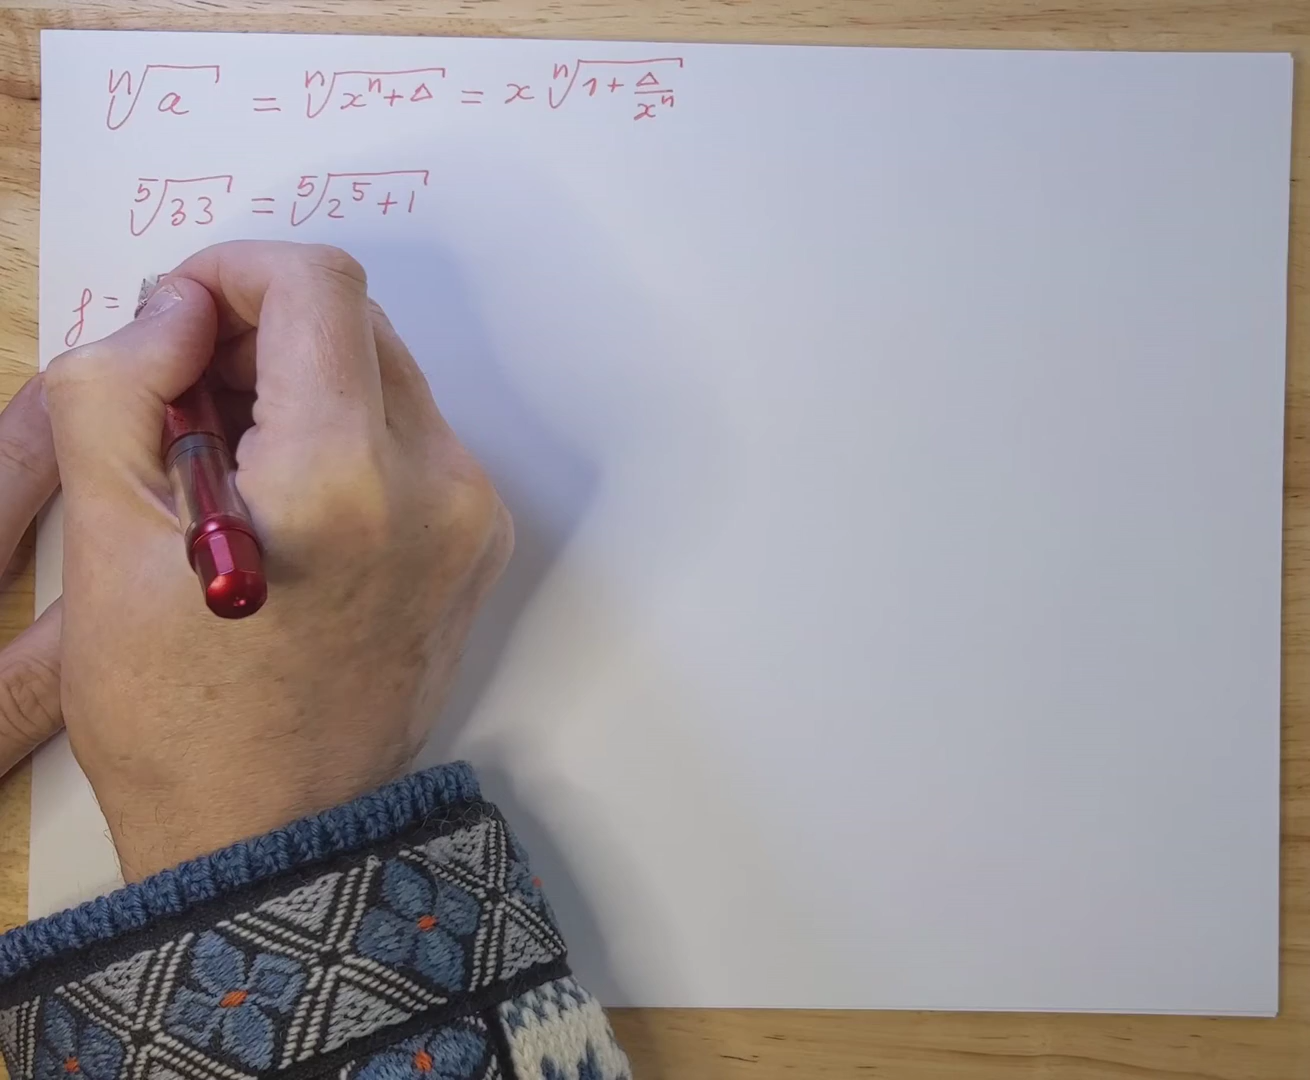 ⁿ√a = ⁿ√(xⁿ+Δ) = x ⁿ√(1+Δ/xⁿ)
⁵√33 = ⁵√(2⁵+1)
f =